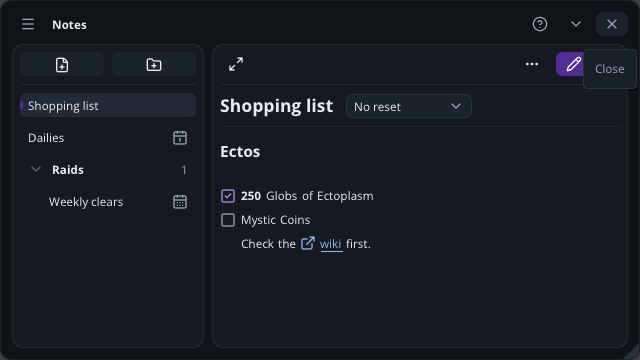 Notes
Close
Shopping list
Dailies
Raids 1
Weekly clears
Shopping list No reset
Ectos
250 Globs of Ectoplasm
Mystic Coins
Check the wiki first.